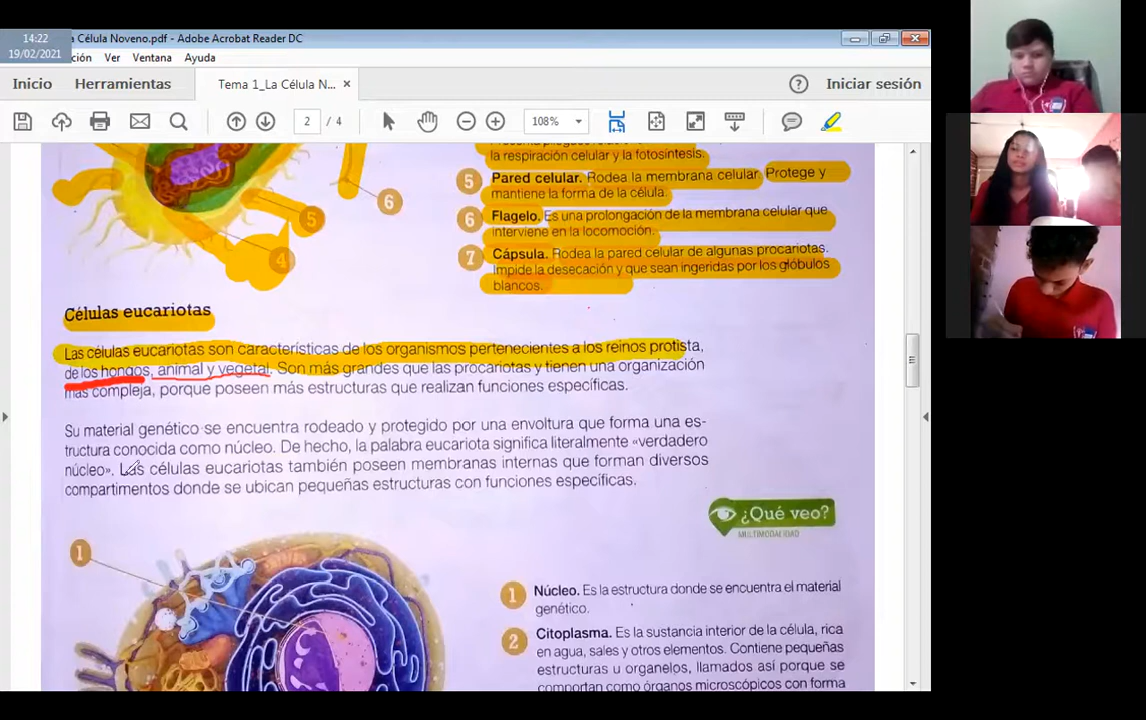 14:22
19/02/2021
a Célula Noveno.pdf - Adobe Acrobat Reader DC
ción Ver Ventana Ayuda
Inicio Herramientas Tema 1_La Célula N... Iniciar sesión
2 / 4 108%
la respiración celular y la fotosíntesis.
5 Pared celular. Rodea la membrana celular. Protege y
mantiene la forma de la célula.
6 Flagelo. Es una prolongación de la membrana celular que
interviene en la locomoción.
7 Cápsula. Rodea la pared celular de algunas procariotas.
Impide la desecación y que sean ingeridas por los glóbulos
blancos.
6
5
4
Células eucariotas
Las células eucariotas son características de los organismos pertenecientes a los reinos protista,
de los hongos, animal y vegetal. Son más grandes que las procariotas y tienen una organización
más compleja, porque poseen más estructuras que realizan funciones específicas.
Su material genético se encuentra rodeado y protegido por una envoltura que forma una es-
tructura conocida como núcleo. De hecho, la palabra eucariota significa literalmente «verdadero
núcleo». Las células eucariotas también poseen membranas internas que forman diversos
compartimentos donde se ubican pequeñas estructuras con funciones específicas.
¿Qué veo?
MULTIMODALIDAD
1
1 Núcleo. Es la estructura donde se encuentra el material
genético.
2 Citoplasma. Es la sustancia interior de la célula, rica
en agua, sales y otros elementos. Contiene pequeñas
estructuras u organelos, llamados así porque se
comportan como órganos microscópicos con forma